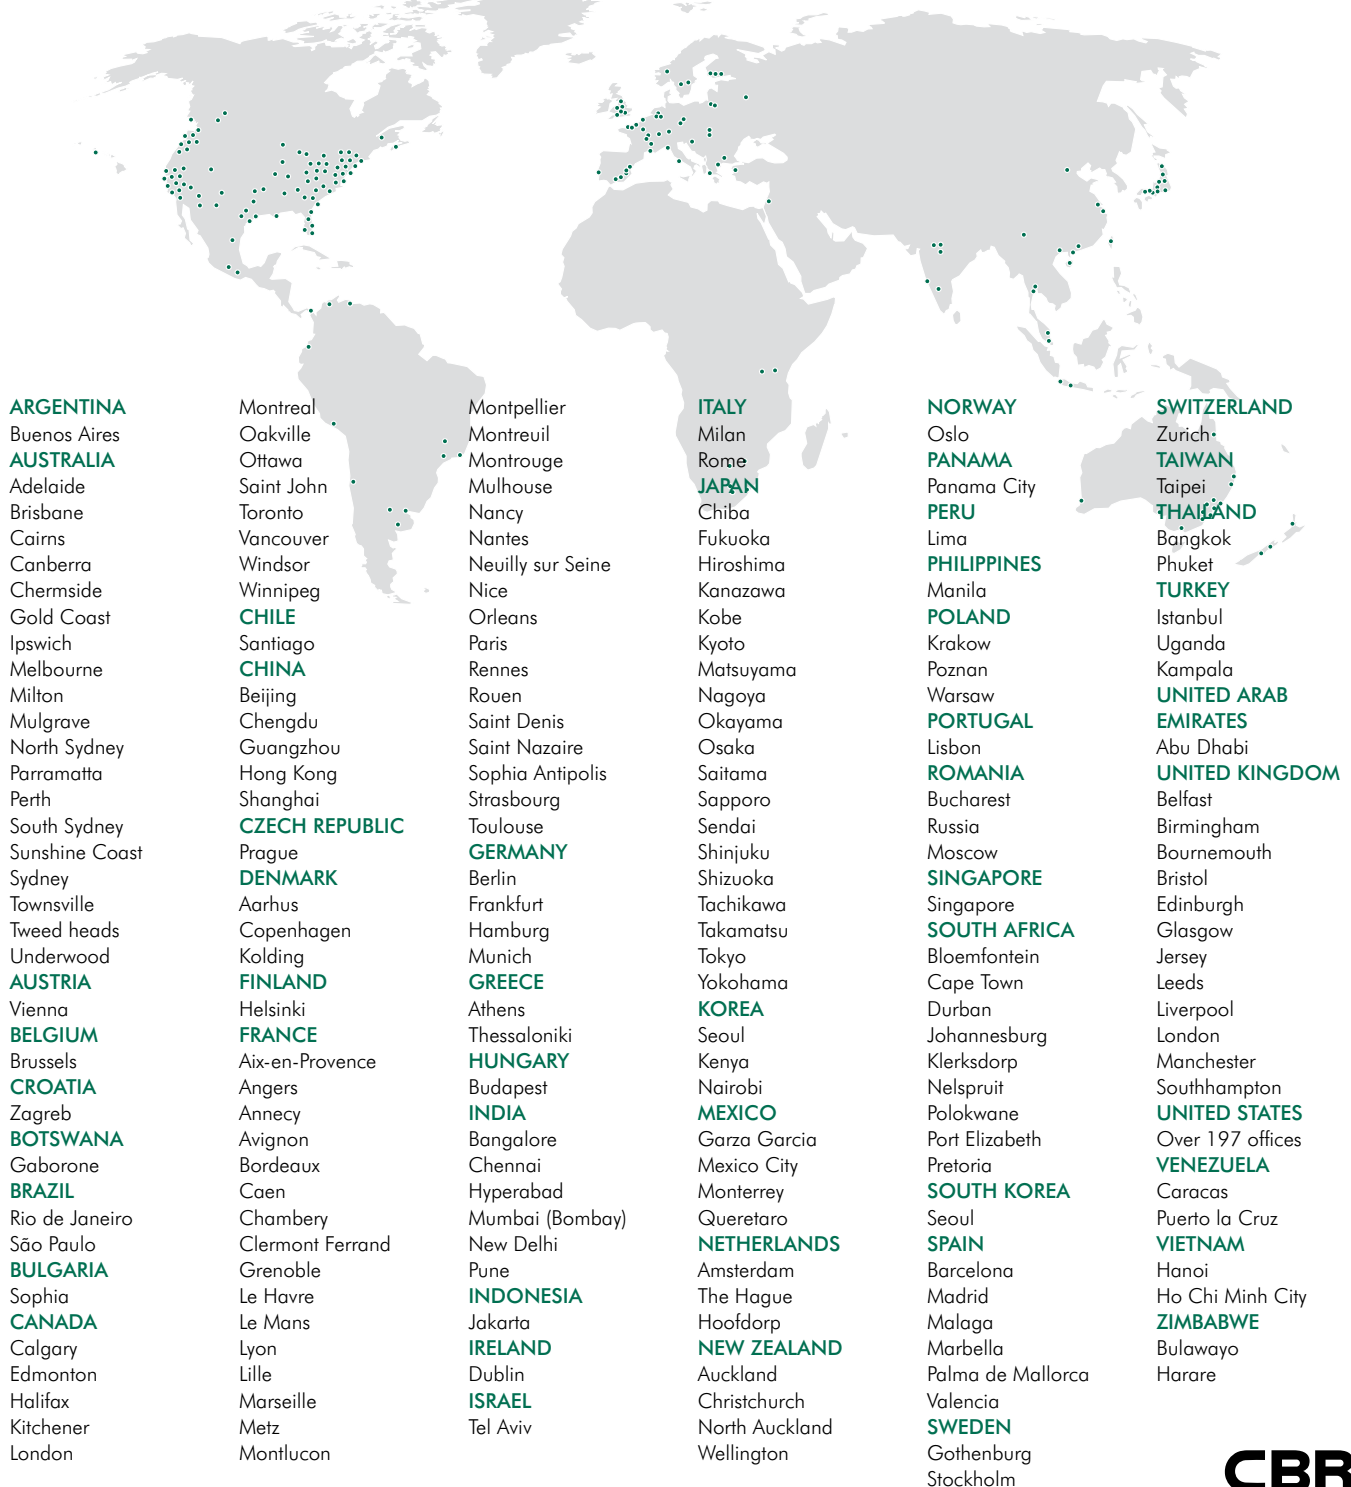 ARGENTINA
Buenos Aires
AUSTRALIA
Adelaide
Brisbane
Cairns
Canberra
Chermside
Gold Coast
Ipswich
Melbourne
Milton
Mulgrave
North Sydney
Parramatta
Perth
South Sydney
Sunshine Coast
Sydney
Townsville
Tweed heads
Underwood
AUSTRIA
Vienna
BELGIUM
Brussels
CROATIA
Zagreb
BOTSWANA
Gaborone
BRAZIL
Rio de Janeiro
São Paulo
BULGARIA
Sophia
CANADA
Calgary
Edmonton
Halifax
Kitchener
London
Montreal
Oakville
Ottawa
Saint John
Toronto
Vancouver
Windsor
Winnipeg
CHILE
Santiago
CHINA
Beijing
Chengdu
Guangzhou
Hong Kong
Shanghai
CZECH REPUBLIC
Prague
DENMARK
Aarhus
Copenhagen
Kolding
FINLAND
Helsinki
FRANCE
Aix-en-Provence
Angers
Annecy
Avignon
Bordeaux
Caen
Chambery
Clermont Ferrand
Grenoble
Le Havre
Le Mans
Lyon
Lille
Marseille
Metz
Montlucon
Montpellier
Montreuil
Montrouge
Mulhouse
Nancy
Nantes
Neuilly sur Seine
Nice
Orleans
Paris
Rennes
Rouen
Saint Denis
Saint Nazaire
Sophia Antipolis
Strasbourg
Toulouse
GERMANY
Berlin
Frankfurt
Hamburg
Munich
GREECE
Athens
Thessaloniki
HUNGARY
Budapest
INDIA
Bangalore
Chennai
Hyperabad
Mumbai (Bombay)
New Delhi
Pune
INDONESIA
Jakarta
IRELAND
Dublin
ISRAEL
Tel Aviv
ITALY
Milan
Rome
JAPAN
Chiba
Fukuoka
Hiroshima
Kanazawa
Kobe
Kyoto
Matsuyama
Nagoya
Okayama
Osaka
Saitama
Sapporo
Sendai
Shinjuku
Shizuoka
Tachikawa
Takamatsu
Tokyo
Yokohama
KOREA
Seoul
Kenya
Nairobi
MEXICO
Garza Garcia
Mexico City
Monterrey
Queretaro
NETHERLANDS
Amsterdam
The Hague
Hoofdorp
NEW ZEALAND
Auckland
Christchurch
North Auckland
Wellington
NORWAY
Oslo
PANAMA
Panama City
PERU
Lima
PHILIPPINES
Manila
POLAND
Krakow
Poznan
Warsaw
PORTUGAL
Lisbon
ROMANIA
Bucharest
Russia
Moscow
SINGAPORE
Singapore
SOUTH AFRICA
Bloemfontein
Cape Town
Durban
Johannesburg
Klerksdorp
Nelspruit
Polokwane
Port Elizabeth
Pretoria
SOUTH KOREA
Seoul
SPAIN
Barcelona
Madrid
Malaga
Marbella
Palma de Mallorca
Valencia
SWEDEN
Gothenburg
Stockholm
SWITZERLAND
Zurich
TAIWAN
Taipei
THAILAND
Bangkok
Phuket
TURKEY
Istanbul
Uganda
Kampala
UNITED ARAB
EMIRATES
Abu Dhabi
UNITED KINGDOM
Belfast
Birmingham
Bournemouth
Bristol
Edinburgh
Glasgow
Jersey
Leeds
Liverpool
London
Manchester
Southhampton
UNITED STATES
Over 197 offices
VENEZUELA
Caracas
Puerto la Cruz
VIETNAM
Hanoi
Ho Chi Minh City
ZIMBABWE
Bulawayo
Harare
CBR